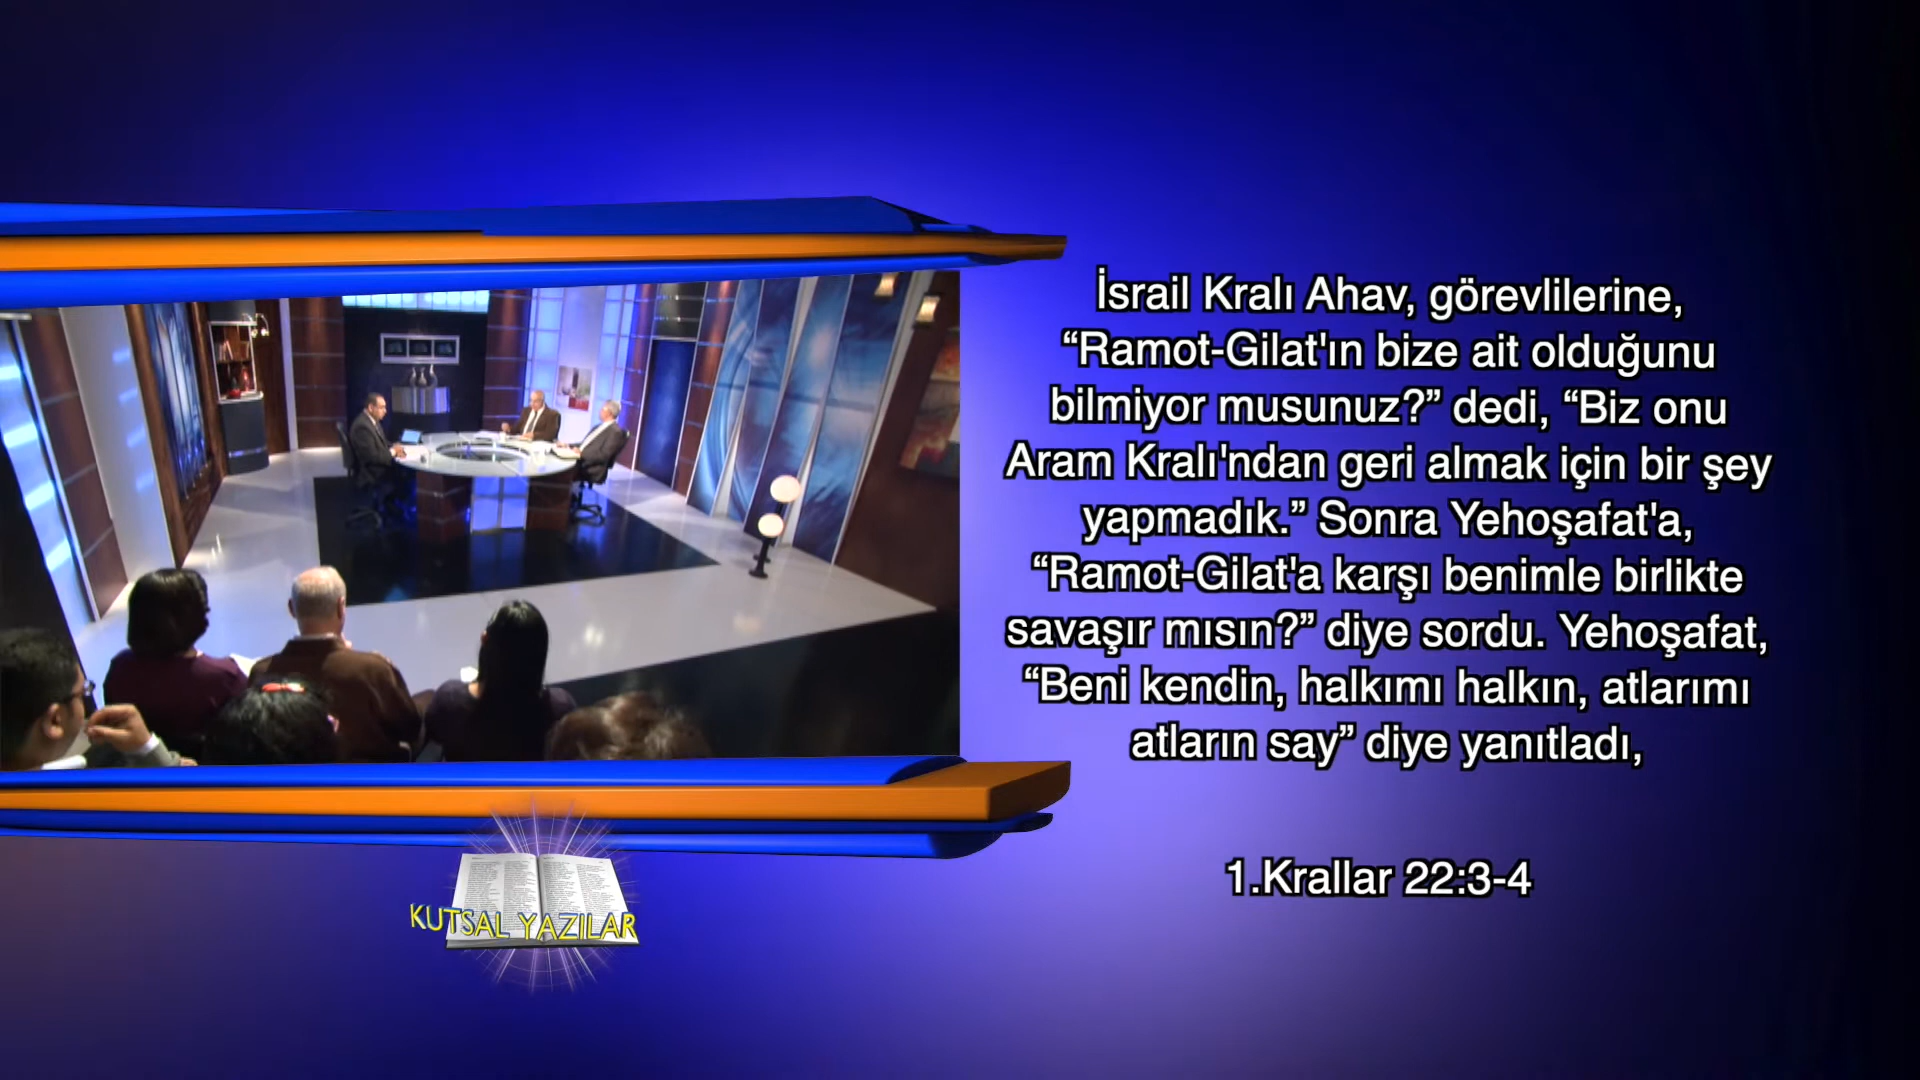 İsrail Kralı Ahav, görevlilerine,
“Ramot-Gilat'ın bize ait olduğunu
bilmiyor musunuz?” dedi, “Biz onu
Aram Kralı'ndan geri almak için bir şey
yapmadık.” Sonra Yehoşafat'a,
“Ramot-Gilat'a karşı benimle birlikte
savaşır mısın?” diye sordu. Yehoşafat,
“Beni kendin, halkımı halkın, atlarımı
atların say” diye yanıtladı,
1.Krallar 22:3-4
KUTSAL YAZILAR